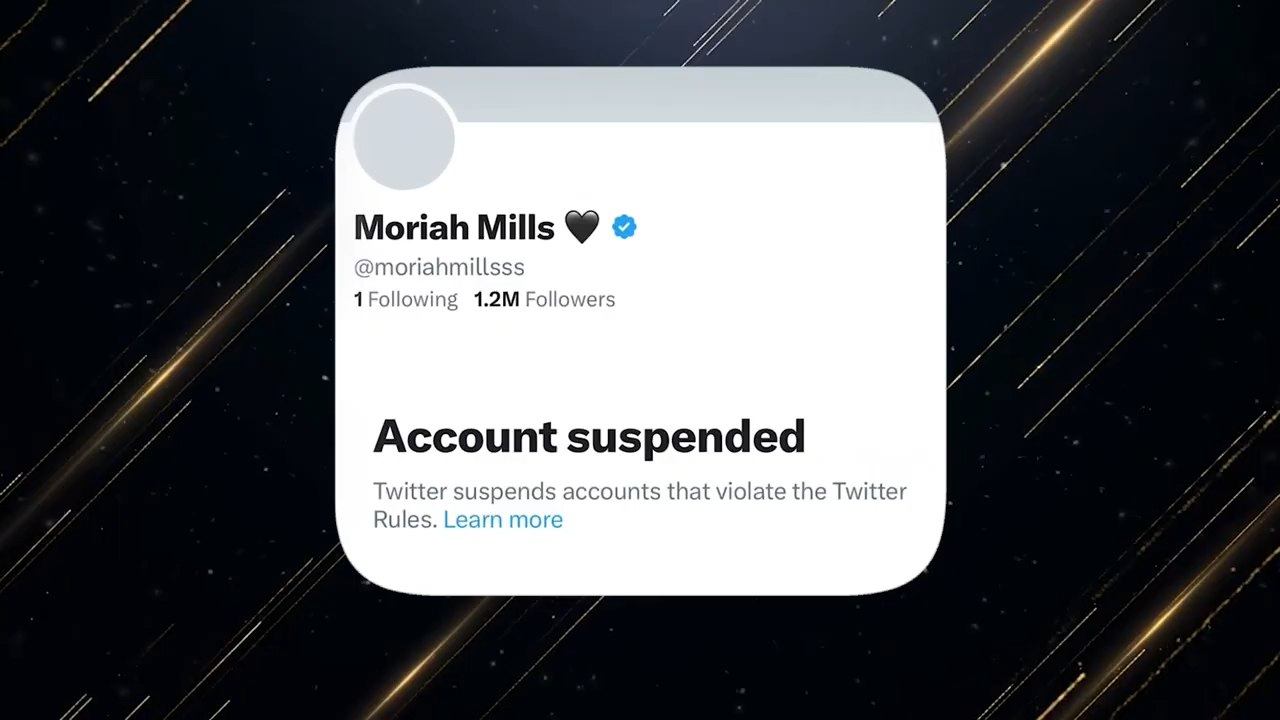 Moriah Mills 🖤
@moriahmillsss
1 Following 1.2M Followers
Account suspended
Twitter suspends accounts that violate the Twitter
Rules. Learn more